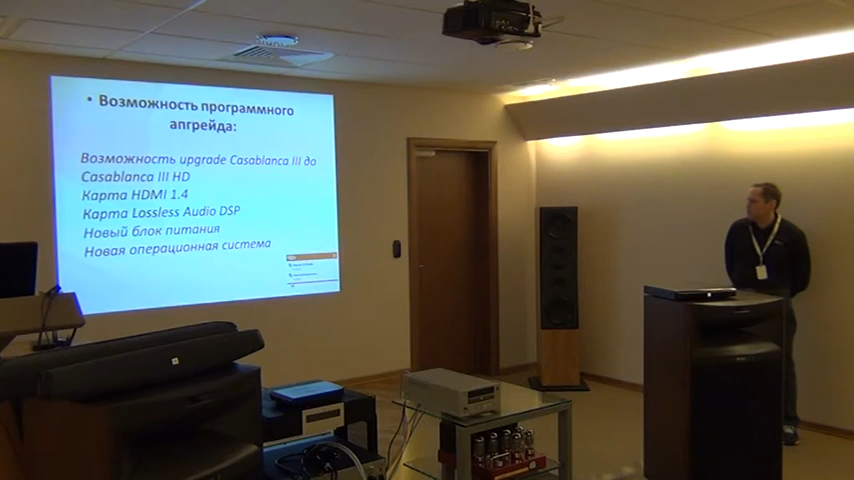 • Возможность программного
апгрейда:
Возможность upgrade Casablanca III до
Casablanca III HD
Карта HDMI 1.4
Карта Lossless Audio DSP
Новый блок питания
Новая операционная система